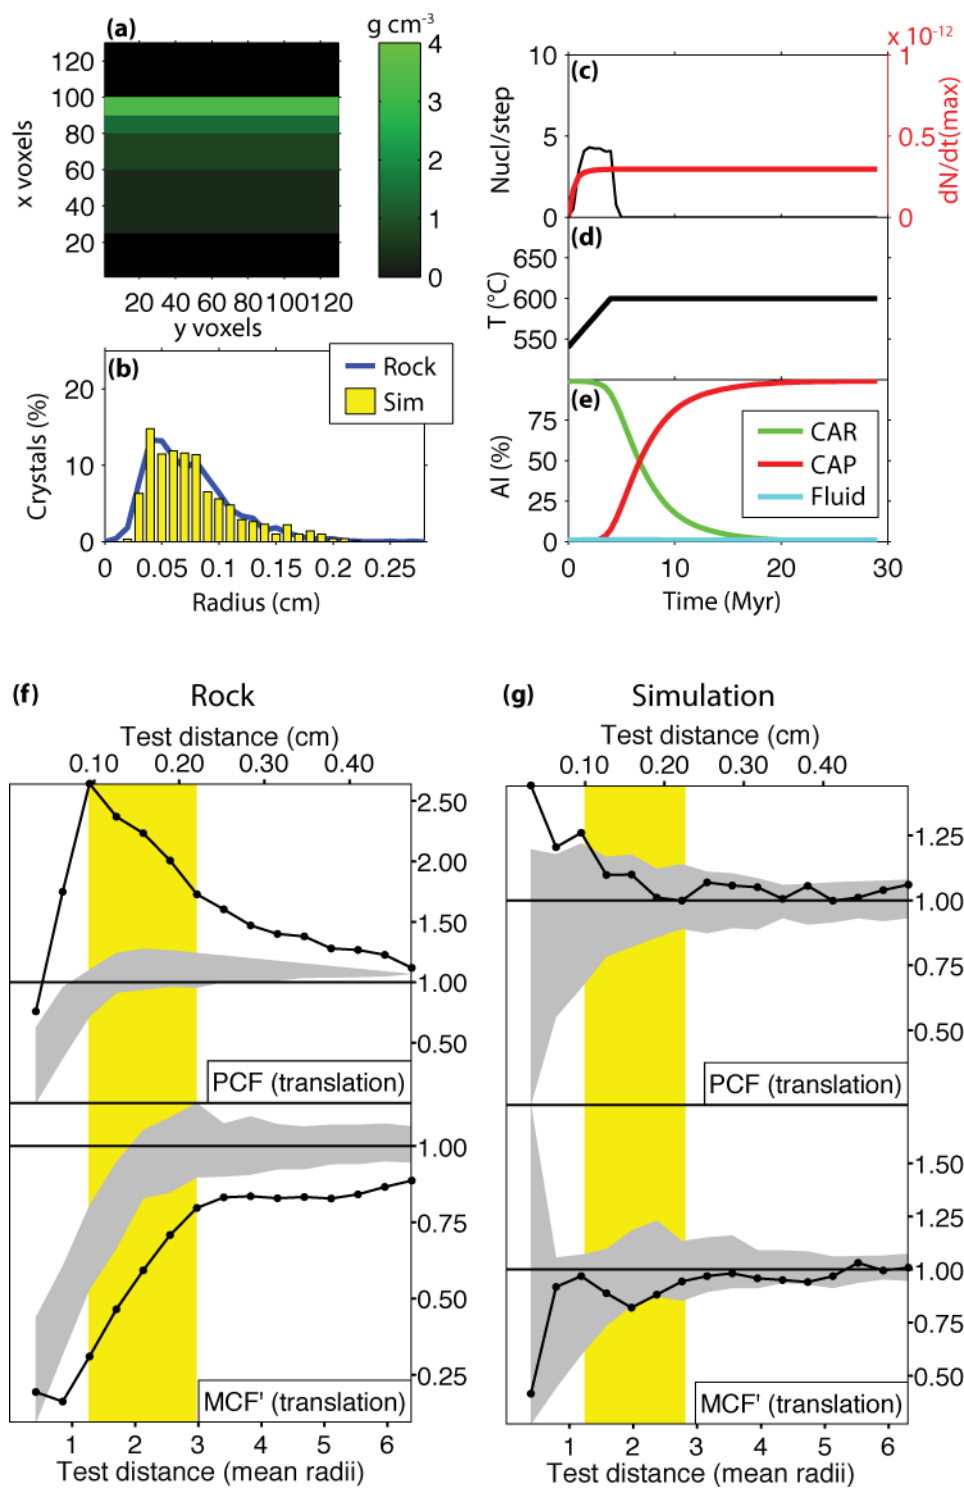 (a)
g cm-3
x voxels
120
100
80
60
40
20
20 40 60 80 100 120
y voxels
4
3
2
1
0
(b)
Rock
Sim
Crystals (%)
20
10
0
0 0.05 0.1 0.15 0.2 0.25
Radius (cm)
x 10-12
(c)
Nucl/step
10
5
0
1
0.5
0
dN/dt(max)
(d)
T (°C)
650
600
550
(e)
Al (%)
75
50
25
0
CAR
CAP
Fluid
0 10 20 30
Time (Myr)
(f) Rock
Test distance (cm)
0.10 0.20 0.30 0.40
2.50
2.00
1.50
1.00
0.50
PCF (translation)
1.00
0.75
0.50
0.25
MCF' (translation)
1 2 3 4 5 6
Test distance (mean radii)
(g) Simulation
Test distance (cm)
0.10 0.20 0.30 0.40
1.25
1.00
0.75
0.50
PCF (translation)
1.50
1.25
1.00
0.75
0.50
MCF' (translation)
1 2 3 4 5 6
Test distance (mean radii)